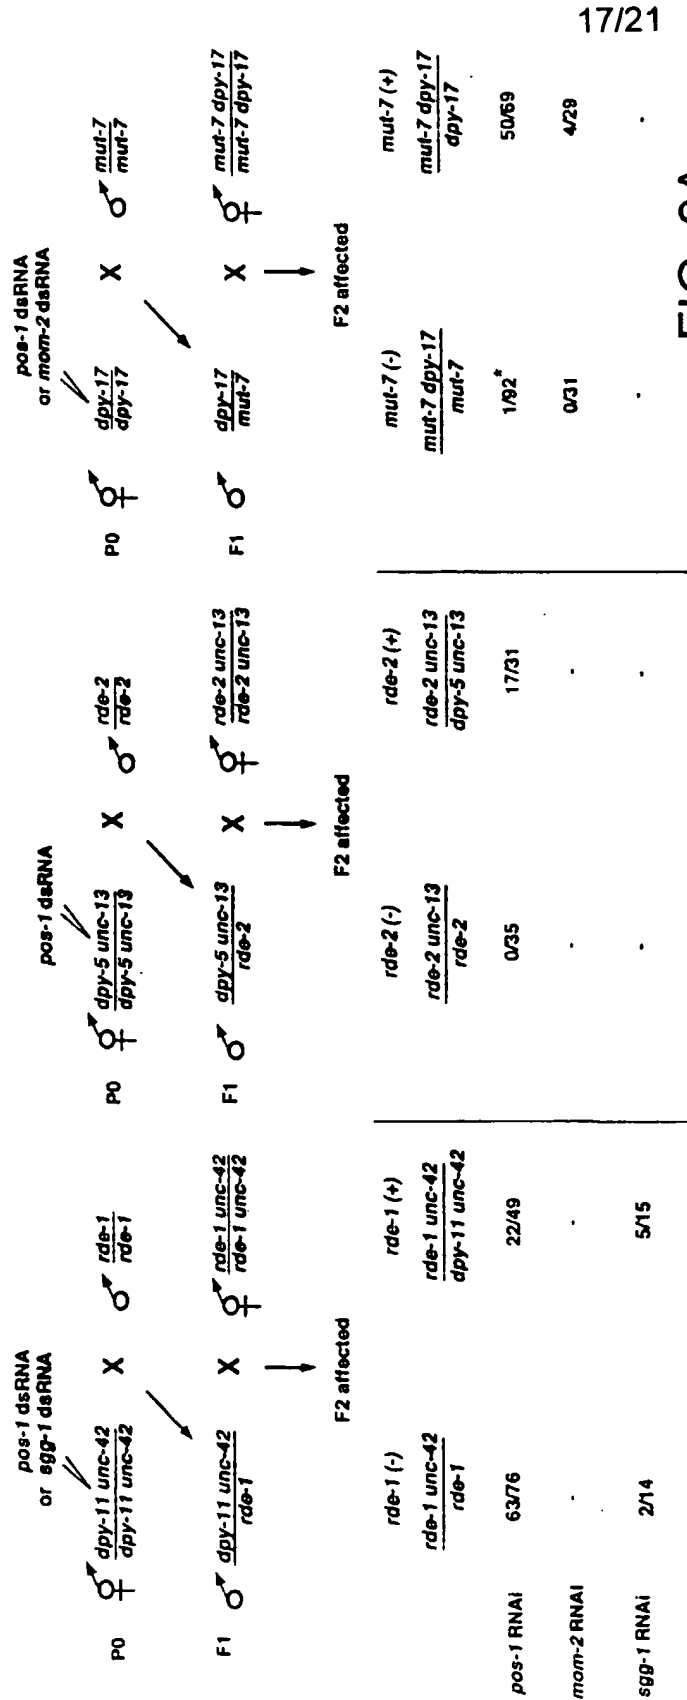 17/21
pos-1 dsRNA
or sgg-1 dsRNA
P0 dpy-11 unc-42 X rde-1
dpy-11 unc-42 rde-1
F1 dpy-11 unc-42 X rde-1 unc-42
rde-1 rde-1 unc-42
F2 affected
pos-1 dsRNA
P0 dpy-5 unc-13 X rde-2
dpy-5 unc-13 rde-2
F1 dpy-5 unc-13 X rde-2 unc-13
rde-2 rde-2 unc-13
F2 affected
pos-1 dsRNA
or mom-2 dsRNA
P0 dpy-17 X mut-7
dpy-17 mut-7
F1 dpy-17 X mut-7 dpy-17
mut-7 mut-7 dpy-17
F2 affected
rde-1 (-) rde-1 (+) rde-2 (-) rde-2 (+) mut-7 (-) mut-7 (+)
rde-1 unc-42 rde-1 unc-42 rde-2 unc-13 rde-2 unc-13 mut-7 dpy-17 mut-7 dpy-17
rde-1 dpy-11 unc-42 rde-2 dpy-5 unc-13 mut-7 dpy-17
pos-1 RNAi 63/76 22/49 0/35 17/31 1/92* 50/69
mom-2 RNAi - - - - 0/31 4/29
sgg-1 RNAi 2/14 5/15 - - - -